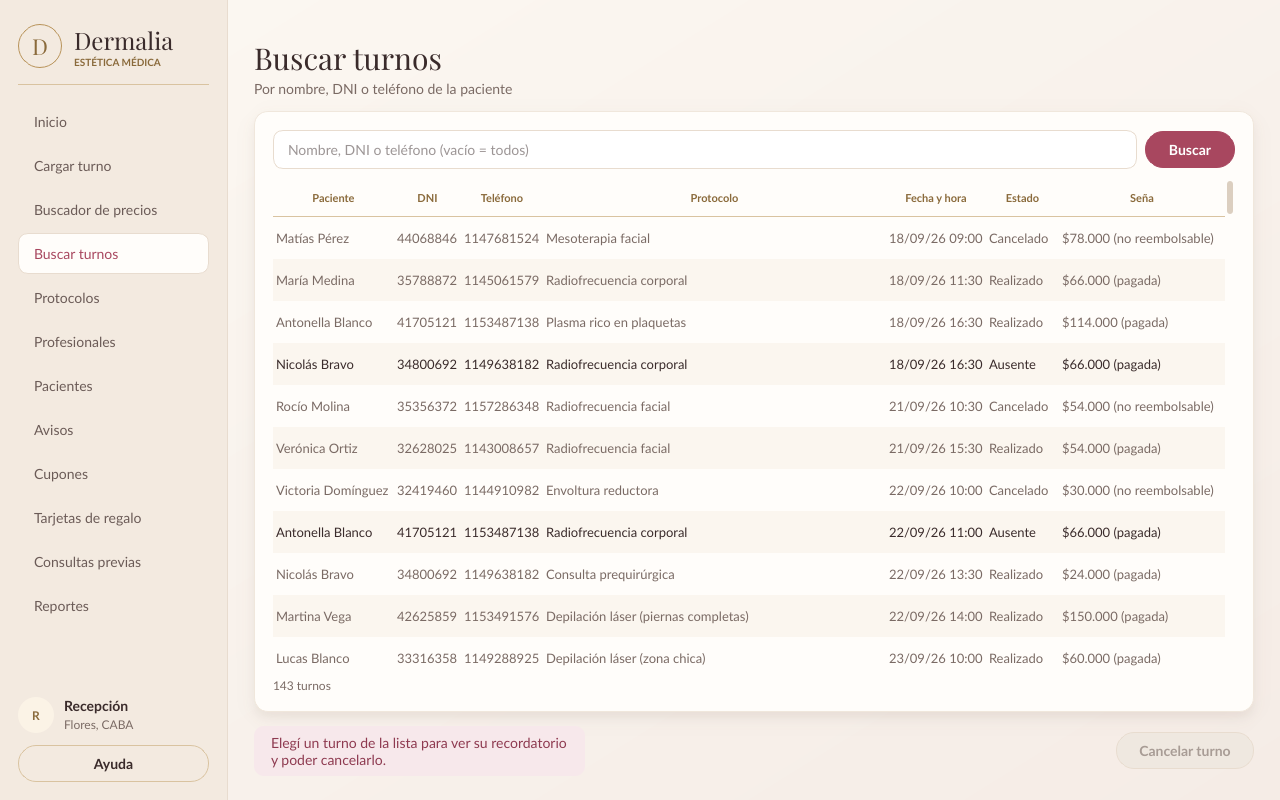 D
Dermalia
ESTÉTICA MÉDICA
Inicio
Cargar turno
Buscador de precios
Buscar turnos
Protocolos
Profesionales
Pacientes
Avisos
Cupones
Tarjetas de regalo
Consultas previas
Reportes
R
Recepción
Flores, CABA
Ayuda
Buscar turnos
Por nombre, DNI o teléfono de la paciente
Nombre, DNI o teléfono (vacío = todos)
Buscar
Paciente DNI Teléfono Protocolo Fecha y hora Estado Seña
Matías Pérez 44068846 1147681524 Mesoterapia facial 18/09/26 09:00 Cancelado $78.000 (no reembolsable)
María Medina 35788872 1145061579 Radiofrecuencia corporal 18/09/26 11:30 Realizado $66.000 (pagada)
Antonella Blanco 41705121 1153487138 Plasma rico en plaquetas 18/09/26 16:30 Realizado $114.000 (pagada)
Nicolás Bravo 34800692 1149638182 Radiofrecuencia corporal 18/09/26 16:30 Ausente $66.000 (pagada)
Rocío Molina 35356372 1157286348 Radiofrecuencia facial 21/09/26 10:30 Cancelado $54.000 (no reembolsable)
Verónica Ortiz 32628025 1143008657 Radiofrecuencia facial 21/09/26 15:30 Realizado $54.000 (pagada)
Victoria Domínguez 32419460 1144910982 Envoltura reductora 22/09/26 10:00 Cancelado $30.000 (no reembolsable)
Antonella Blanco 41705121 1153487138 Radiofrecuencia corporal 22/09/26 11:00 Ausente $66.000 (pagada)
Nicolás Bravo 34800692 1149638182 Consulta prequirúrgica 22/09/26 13:30 Realizado $24.000 (pagada)
Martina Vega 42625859 1153491576 Depilación láser (piernas completas) 22/09/26 14:00 Realizado $150.000 (pagada)
Lucas Blanco 33316358 1149288925 Depilación láser (zona chica) 23/09/26 10:00 Realizado $60.000 (pagada)
143 turnos
Elegí un turno de la lista para ver su recordatorio
y poder cancelarlo.
Cancelar turno